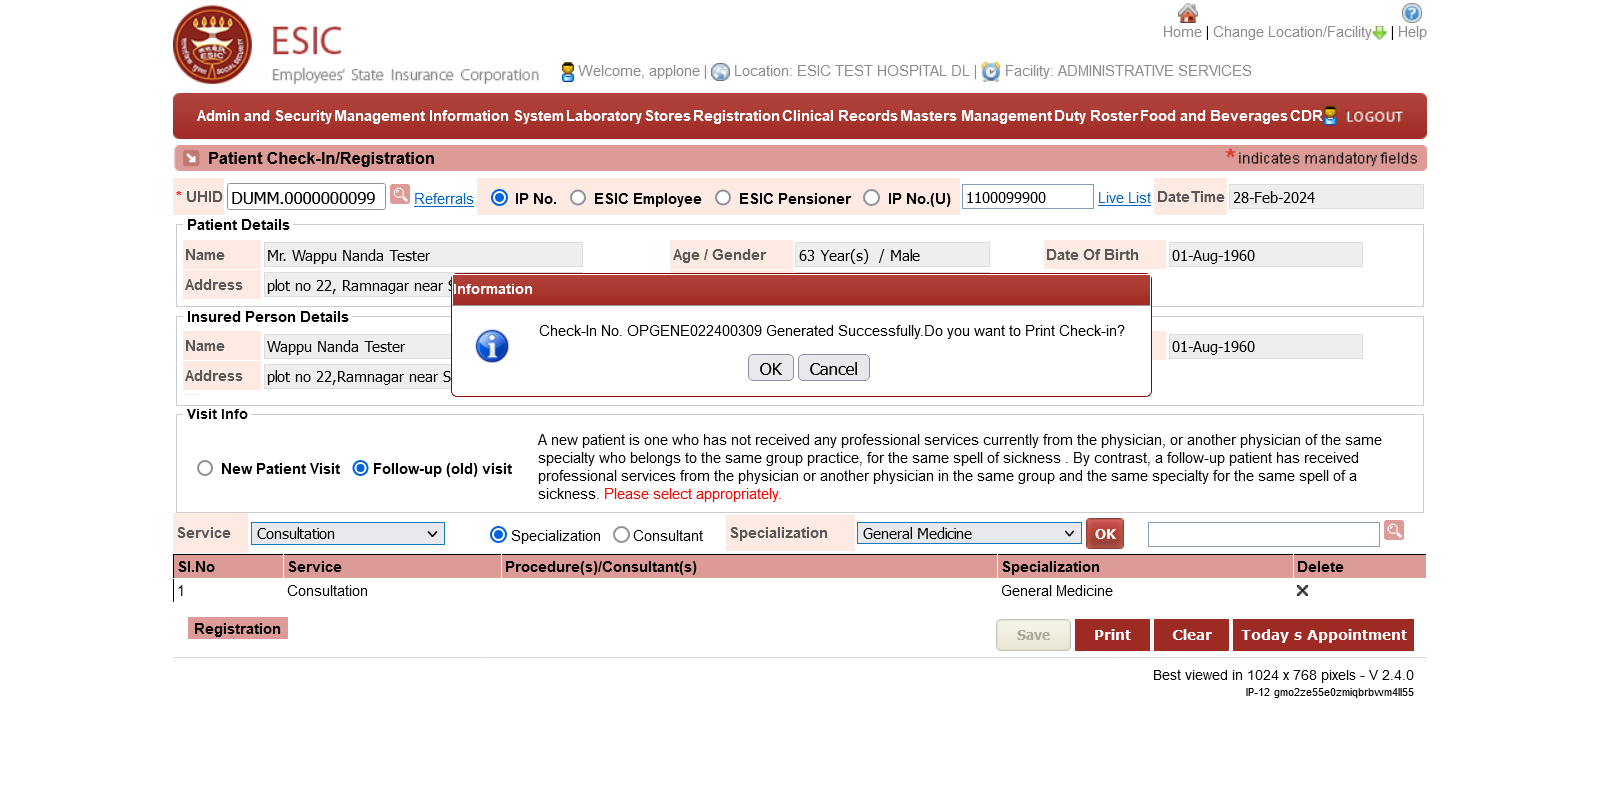 Home | Change Location/Facility | Help
ESIC
Employees' State Insurance Corporation
Welcome, applone | Location: ESIC TEST HOSPITAL DL | Facility: ADMINISTRATIVE SERVICES
Admin and Security Management Information System Laboratory Stores Registration Clinical Records Masters Management Duty Roster Food and Beverages CDR LOGOUT
Patient Check-In/Registration *indicates mandatory fields
* UHID DUMM.0000000099 Referrals IP No. ESIC Employee ESIC Pensioner IP No.(U) 1100099900 Live List DateTime 28-Feb-2024
Patient Details
Name Mr. Wappu Nanda Tester Age / Gender 63 Year(s) / Male Date Of Birth 01-Aug-1960
Address plot no 22, Ramnagar near
Information
Check-In No. OPGENE022400309 Generated Successfully.Do you want to Print Check-in?
OK Cancel
Insured Person Details
Name Wappu Nanda Tester 01-Aug-1960
Address plot no 22,Ramnagar near S
Visit Info
New Patient Visit Follow-up (old) visit
A new patient is one who has not received any professional services currently from the physician, or another physician of the same
specialty who belongs to the same group practice, for the same spell of sickness . By contrast, a follow-up patient has received
professional services from the physician or another physician in the same group and the same specialty for the same spell of a
sickness. Please select appropriately.
Service Consultation Specialization Consultant Specialization General Medicine OK
Sl.No Service Procedure(s)/Consultant(s) Specialization Delete
1 Consultation General Medicine
Registration Save Print Clear Today s Appointment
Best viewed in 1024 x 768 pixels - V 2.4.0